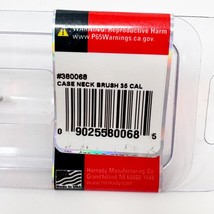 WARNING: Reproductive Harm
www.P65Warnings.ca.gov.
#380068
CASE NECK BRUSH 35 CAL
0 90255 80068 5
Hornady Manufacturing Co
Grand Island, NE 68803 USA